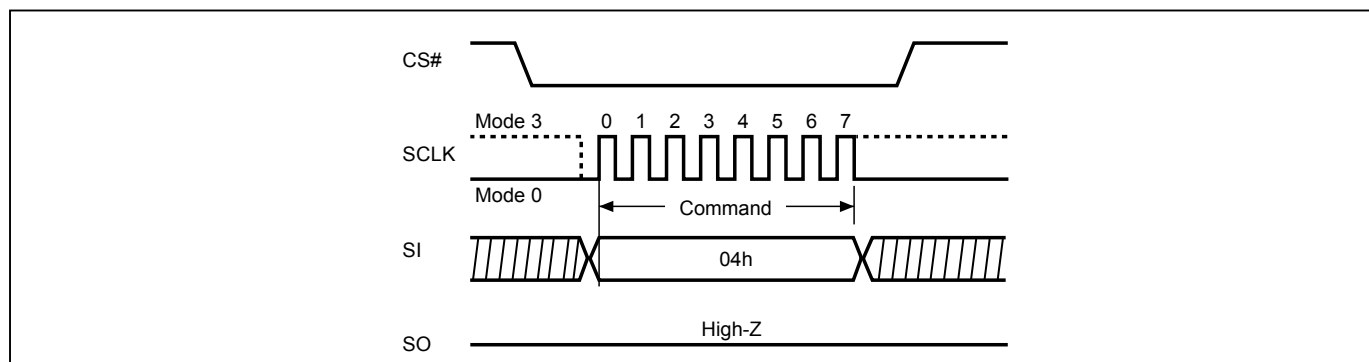 CS#
Mode 3 0 1 2 3 4 5 6 7
SCLK
Mode 0
Command
SI
04h
High-Z
SO